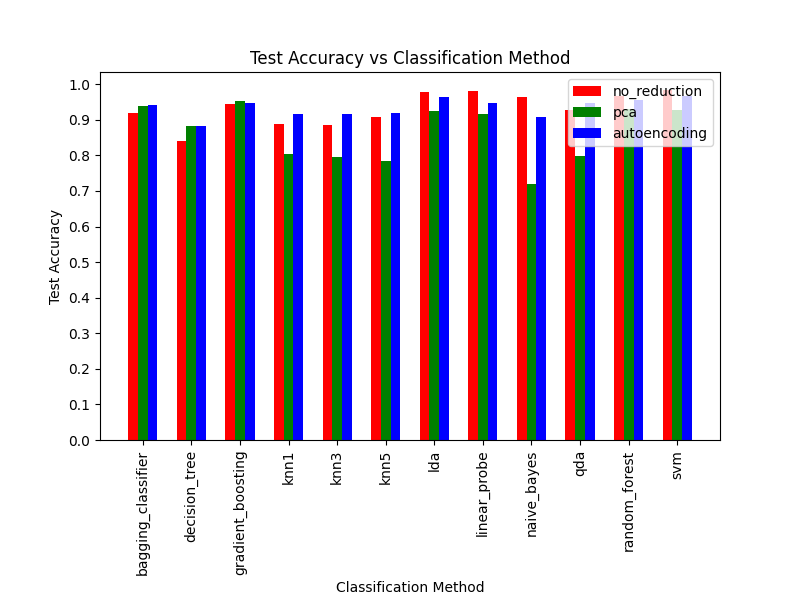 Test Accuracy vs Classification Method
no_reduction
pca
autoencoding
Test Accuracy
1.0
0.9
0.8
0.7
0.6
0.5
0.4
0.3
0.2
0.1
0.0
bagging_classifier
decision_tree
gradient_boosting
knn1
knn3
knn5
lda
linear_probe
naive_bayes
qda
random_forest
svm
Classification Method